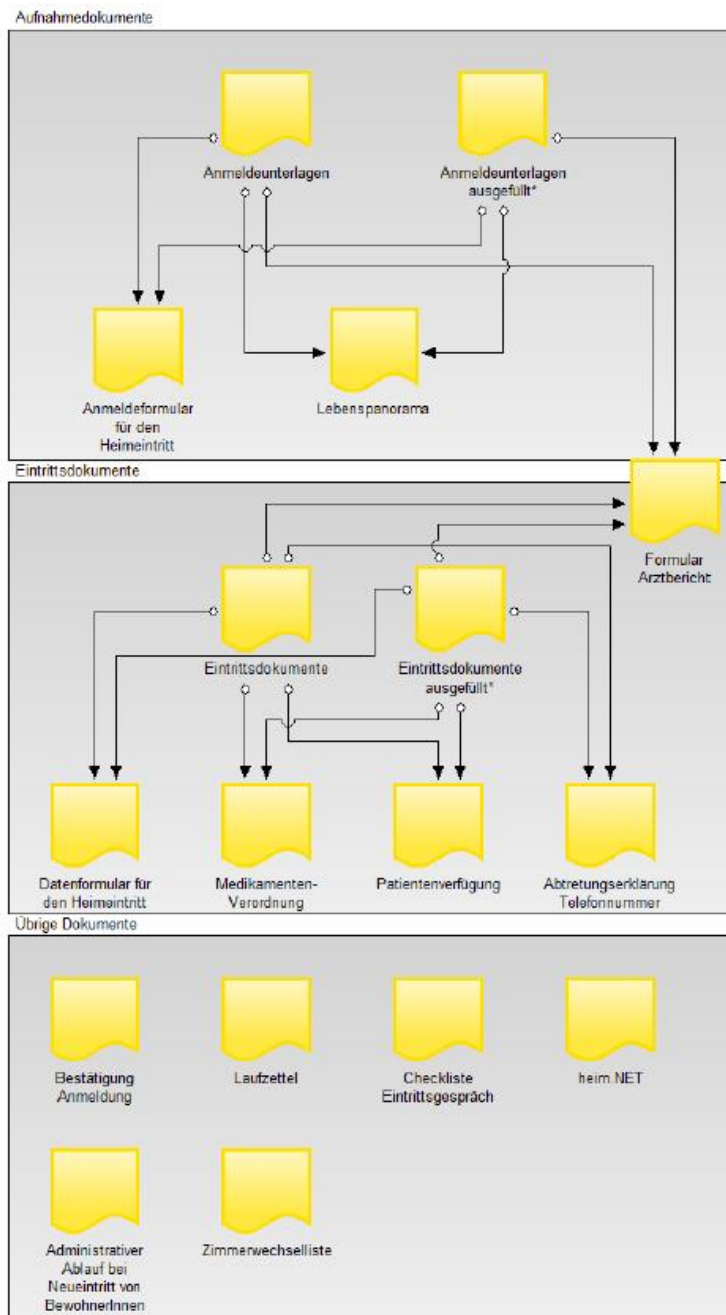 Aufnahmedokumente
Anmeldeunterlagen
Anmeldeunterlagen
ausgefüllt*
Anmeldeformular
für den
Heimeintritt
Lebenspanorama
Eintrittsdokumente
Formular
Arztbericht
Eintrittsdokumente
Eintrittsdokumente
ausgefüllt*
Datenformular für
den Heimeintritt
Medikamenten-
Verordnung
Patientenverfügung
Abtretungserklärung
Telefonnummer
Übrige Dokumente
Bestätigung
Anmeldung
Laufzettel
Checkliste
Eintrittsgespräch
heim.NET
Administrativer
Ablauf bei
Neueintritt von
BewohnerInnen
Zimmerwechselliste